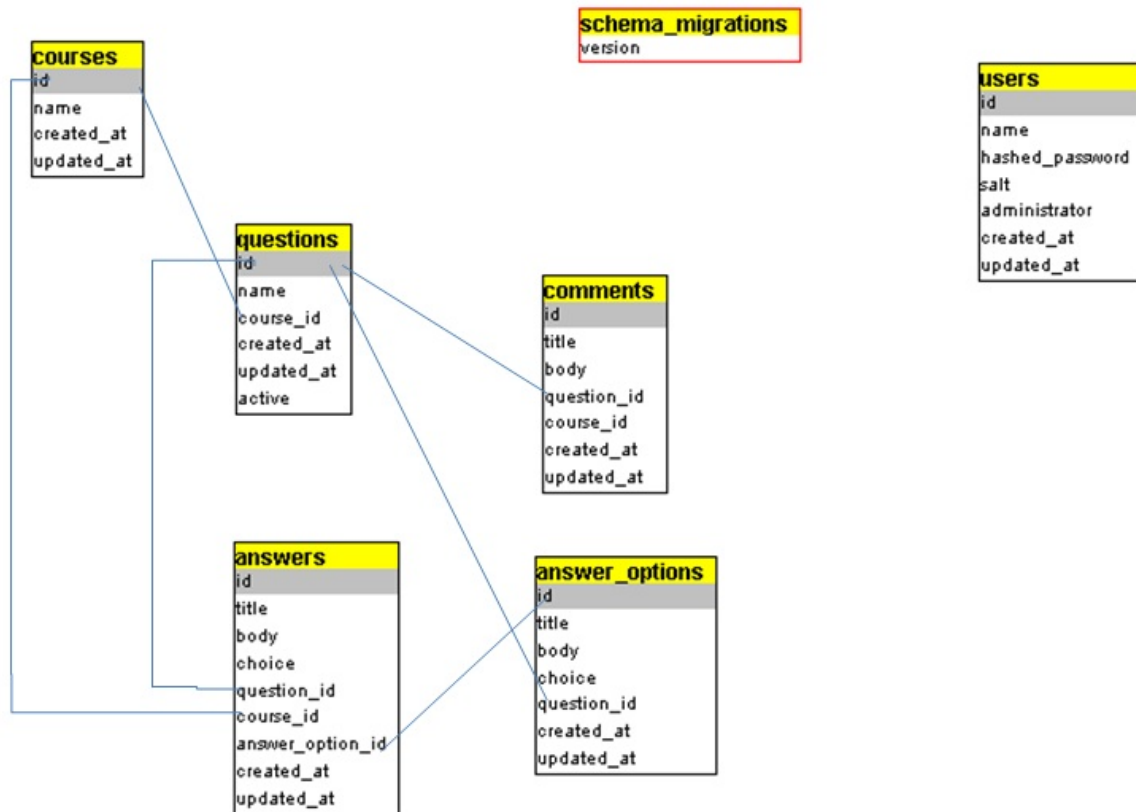 schema_migrations
version
courses
id
name
created_at
updated_at
users
id
name
hashed_password
salt
administrator
created_at
updated_at
questions
id
name
course_id
created_at
updated_at
active
comments
id
title
body
question_id
course_id
created_at
updated_at
answers
id
title
body
choice
question_id
course_id
answer_option_id
created_at
updated_at
answer_options
id
title
body
choice
question_id
created_at
updated_at